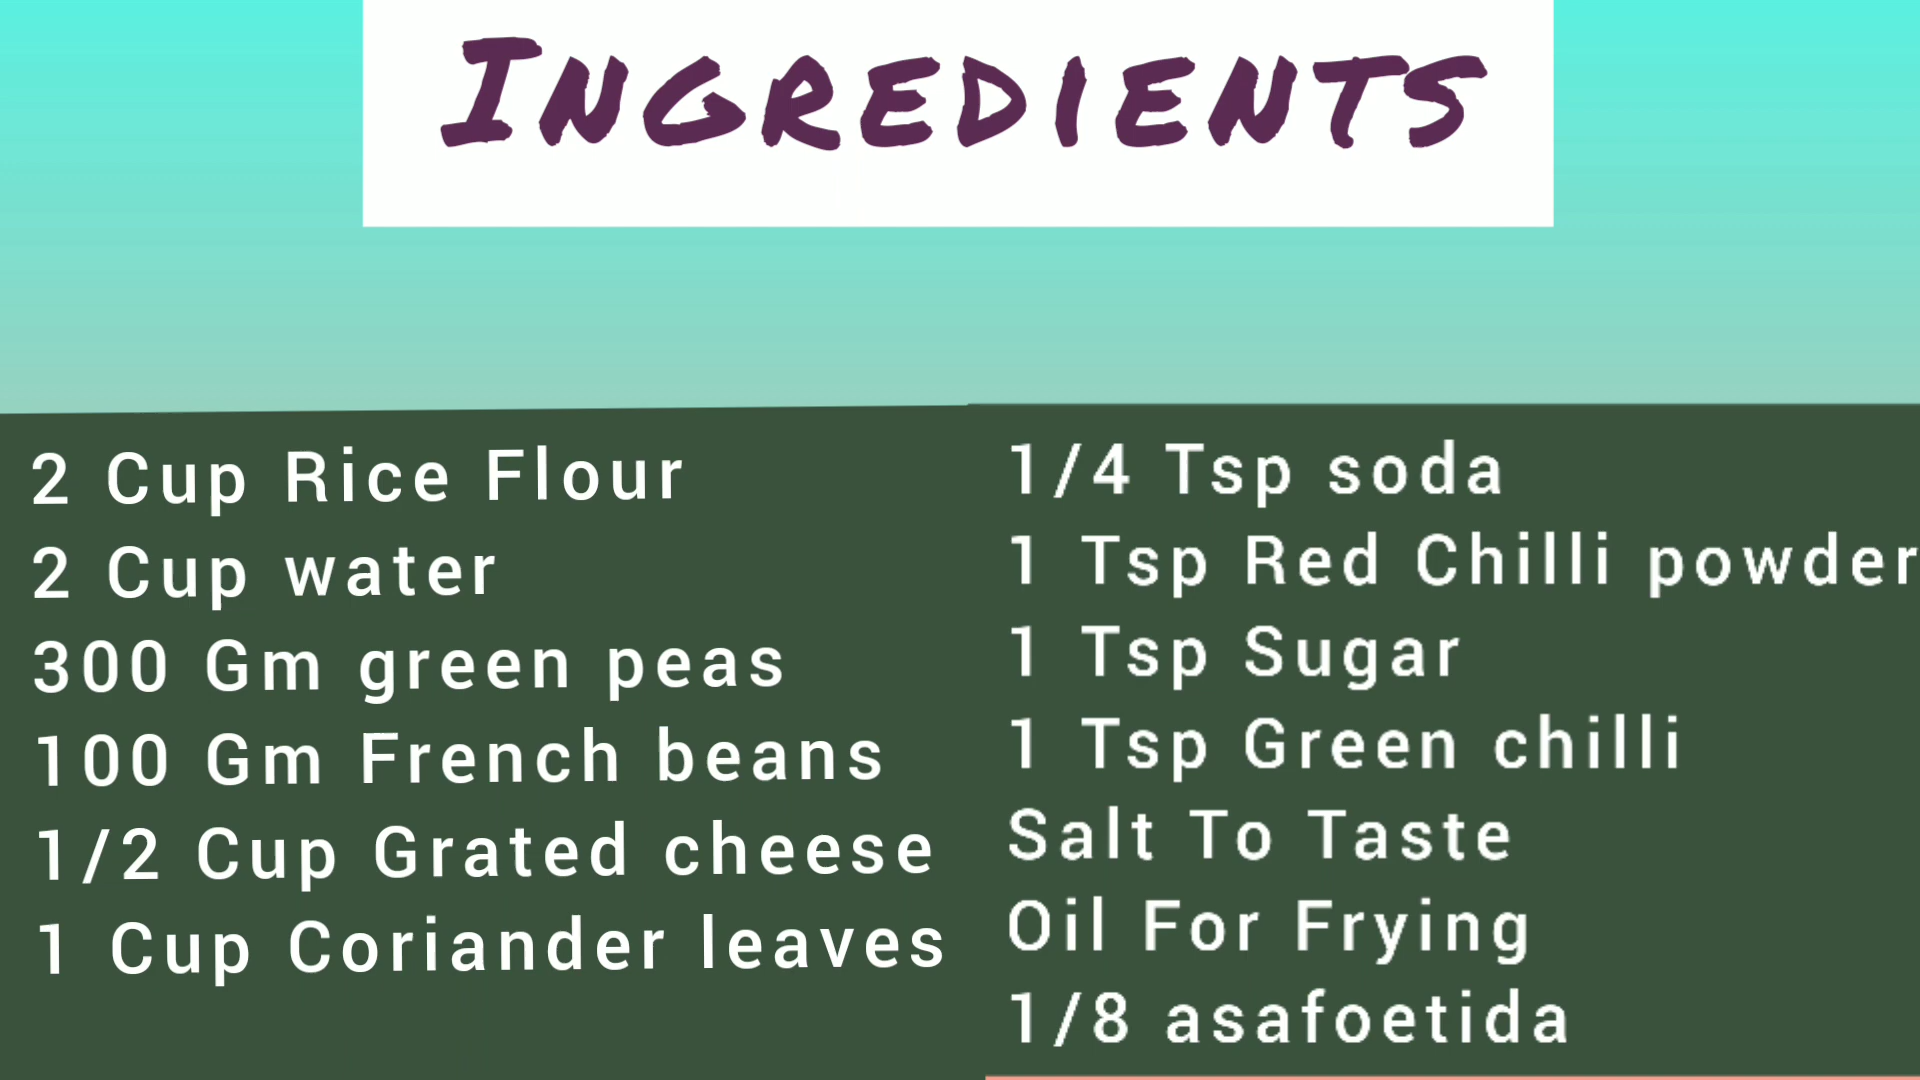 INGREDIENTS
2 Cup Rice Flour
2 Cup water
300 Gm green peas
100 Gm French beans
1/2 Cup Grated cheese
1 Cup Coriander leaves
1/4 Tsp soda
1 Tsp Red Chilli powder
1 Tsp Sugar
1 Tsp Green chilli
Salt To Taste
Oil For Frying
1/8 asafoetida